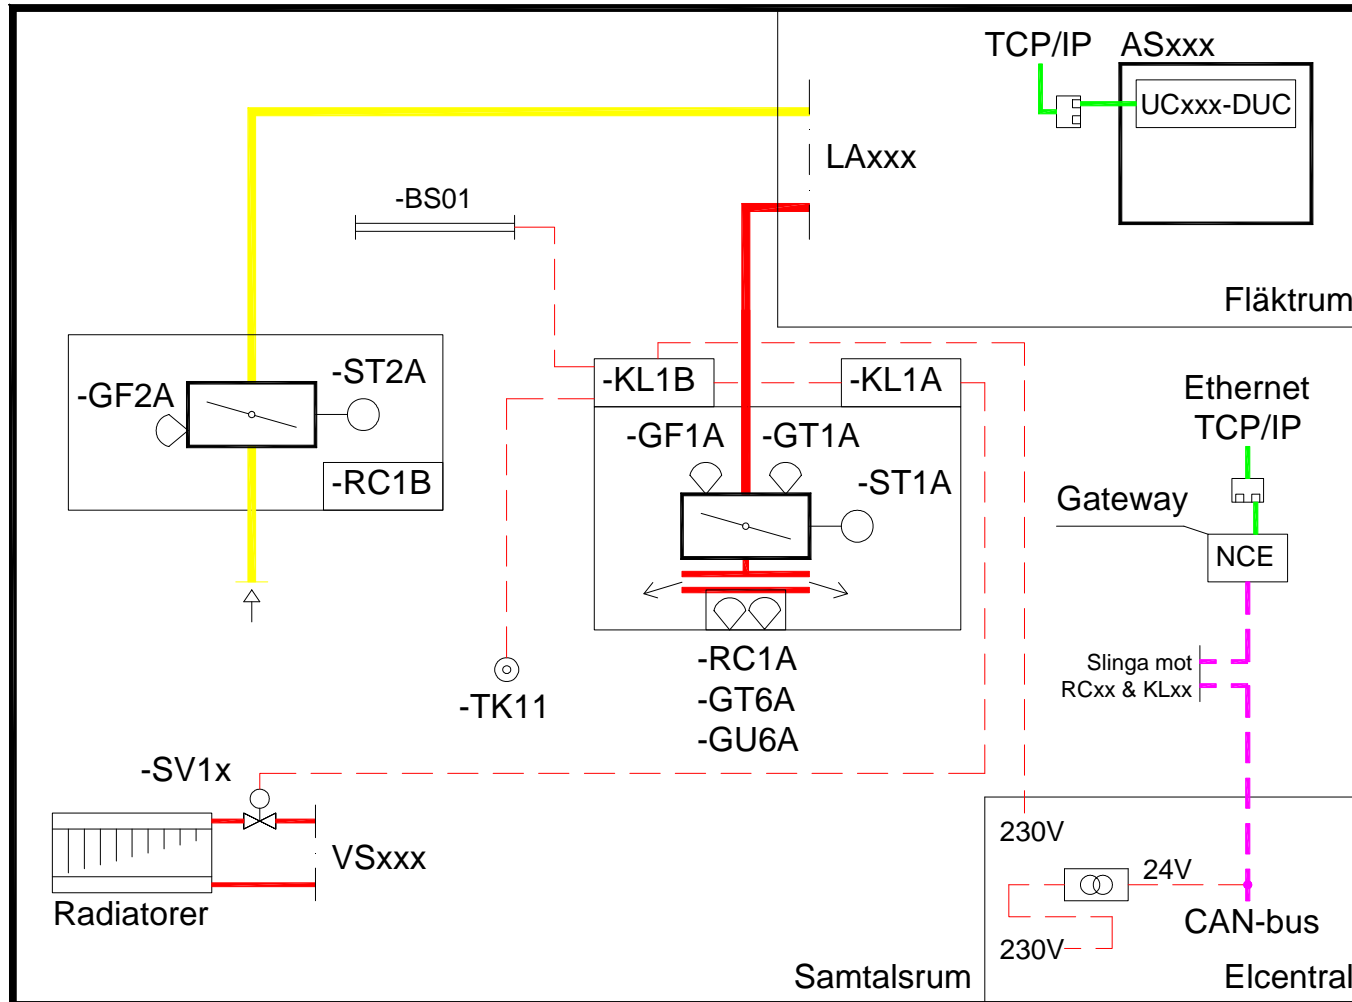 TCP/IP ASxxx
UCxxx-DUC
LAxxx
-BS01
Fläktrum
-GF2A
-ST2A
-RC1B
-KL1B
-KL1A
-GF1A
-GT1A
-ST1A
Ethernet
TCP/IP
Gateway
NCE
-RC1A
-GT6A
-GU6A
-TK11
Slinga mot
RCxx & KLxx
-SV1x
VSxxx
Radiatorer
230V
24V
230V
CAN-bus
Samtalsrum
Elcentral